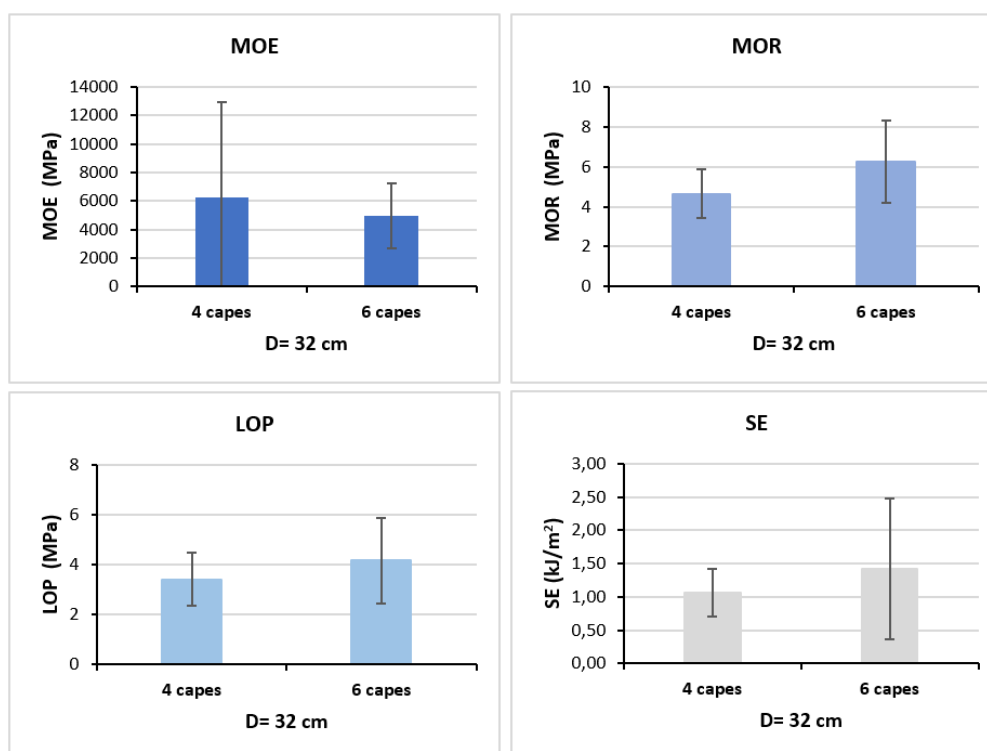 MOE
14000
12000
10000
8000
6000
4000
2000
0
MOE (MPa)
4 capes 6 capes
D= 32 cm
MOR
10
8
6
4
2
0
MOR (MPa)
4 capes 6 capes
D= 32 cm
LOP
8
6
4
2
0
LOP (MPa)
4 capes 6 capes
D= 32 cm
SE
3,00
2,50
2,00
1,50
1,00
0,50
0,00
SE (kJ/m²)
4 capes 6 capes
D= 32 cm